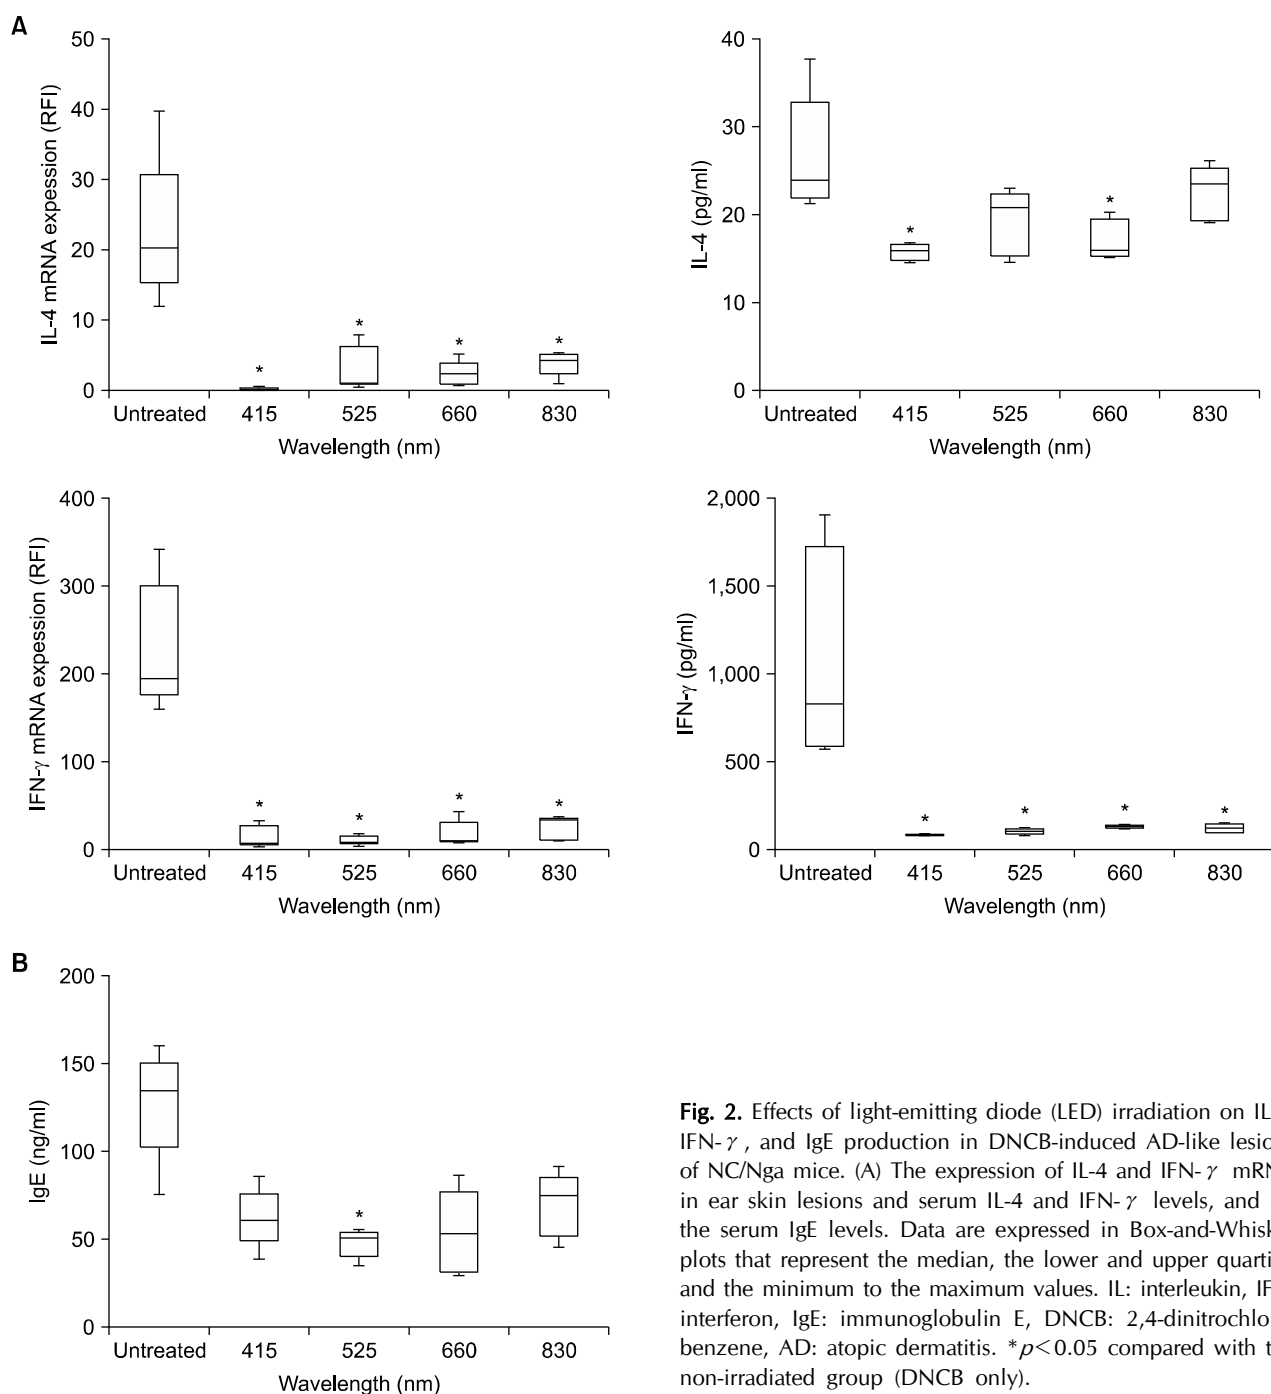 A
50
40
30
20
10
0
IL-4 mRNA expession (RFI)
*
*
*
*
Untreated 415 525 660 830
Wavelength (nm)
40
30
20
10
0
IL-4 (pg/ml)
*
*
Untreated 415 525 660 830
Wavelength (nm)
400
300
200
100
0
IFN-γ mRNA expession (RFI)
*
*
*
*
Untreated 415 525 660 830
Wavelength (nm)
2,000
1,500
1,000
500
0
IFN-γ (pg/ml)
*
*
*
*
Untreated 415 525 660 830
Wavelength (nm)
B
200
150
100
50
0
IgE (ng/ml)
*
Untreated 415 525 660 830
Wavelength (nm)
Fig. 2. Effects of light-emitting diode (LED) irradiation on IL
IFN-γ, and IgE production in DNCB-induced AD-like lesio
of NC/Nga mice. (A) The expression of IL-4 and IFN-γ mRN
in ear skin lesions and serum IL-4 and IFN-γ levels, and
the serum IgE levels. Data are expressed in Box-and-Whisk
plots that represent the median, the lower and upper quarti
and the minimum to the maximum values. IL: interleukin, IF
interferon, IgE: immunoglobulin E, DNCB: 2,4-dinitrochlo
benzene, AD: atopic dermatitis. *p<0.05 compared with t
non-irradiated group (DNCB only).